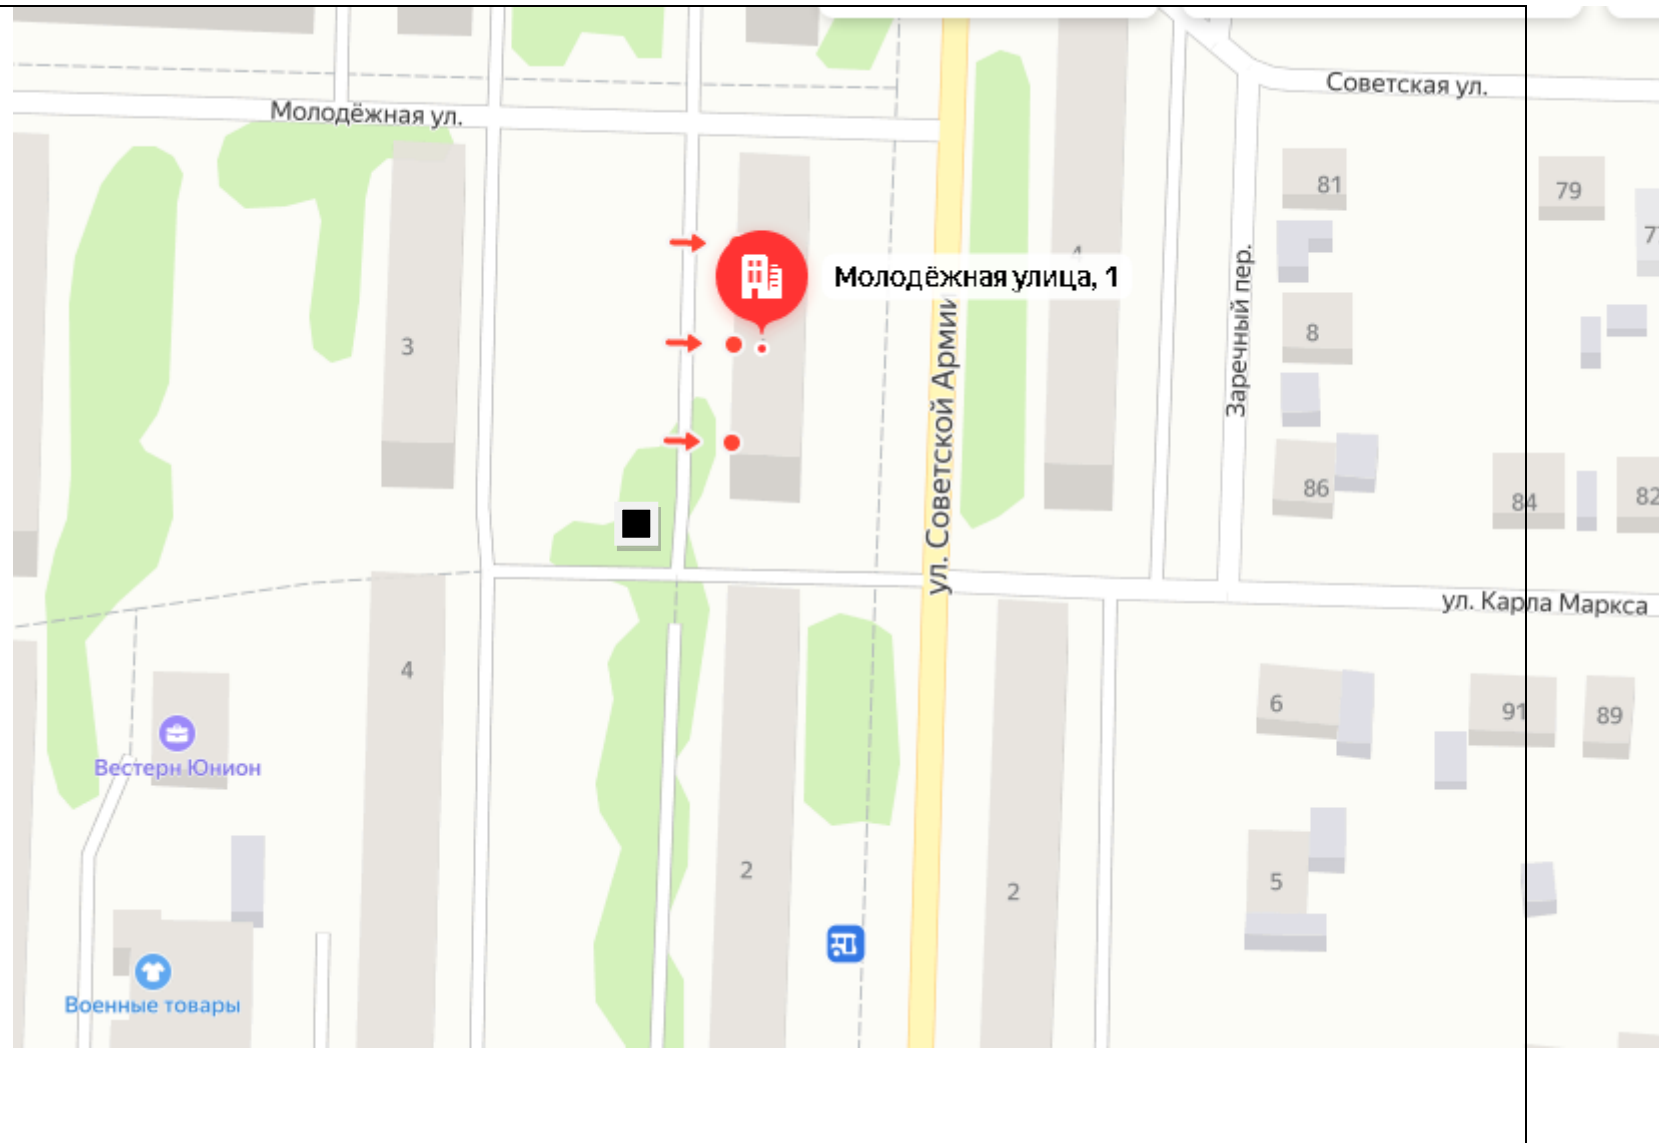 Советская ул.
Молодёжная ул.
81
79
4
Молодёжная улица, 1
Заречный пер.
8
3
ул. Советской Армии
86
84
82
ул. Карла Маркса
4
6
91
89
Вестерн Юнион
2
2
5
Военные товары